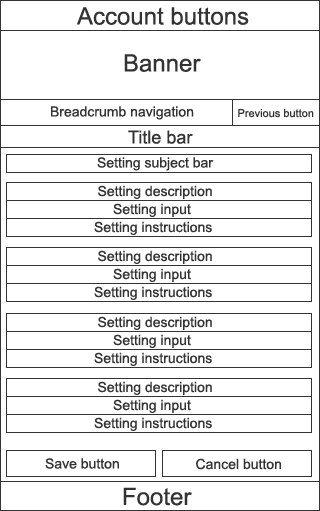 Account buttons
Banner
Breadcrumb navigation
Previous button
Title bar
Setting subject bar
Setting description
Setting input
Setting instructions
Setting description
Setting input
Setting instructions
Setting description
Setting input
Setting instructions
Setting description
Setting input
Setting instructions
Save button
Cancel button
Footer